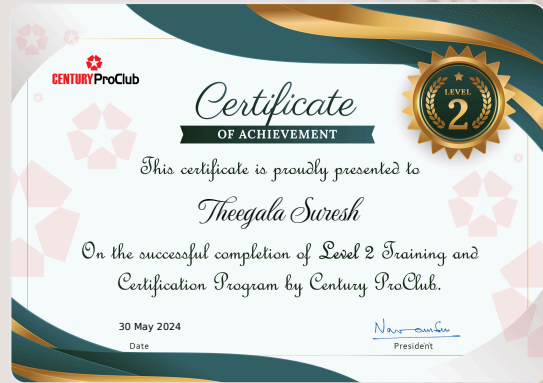 CENTURY ProClub
Certificate
OF ACHIEVEMENT
LEVEL
2
This certificate is proudly presented to
Theegala Suresh
On the successful completion of Level 2 Training and
Certification Program by Century ProClub.
30 May 2024
Date
President